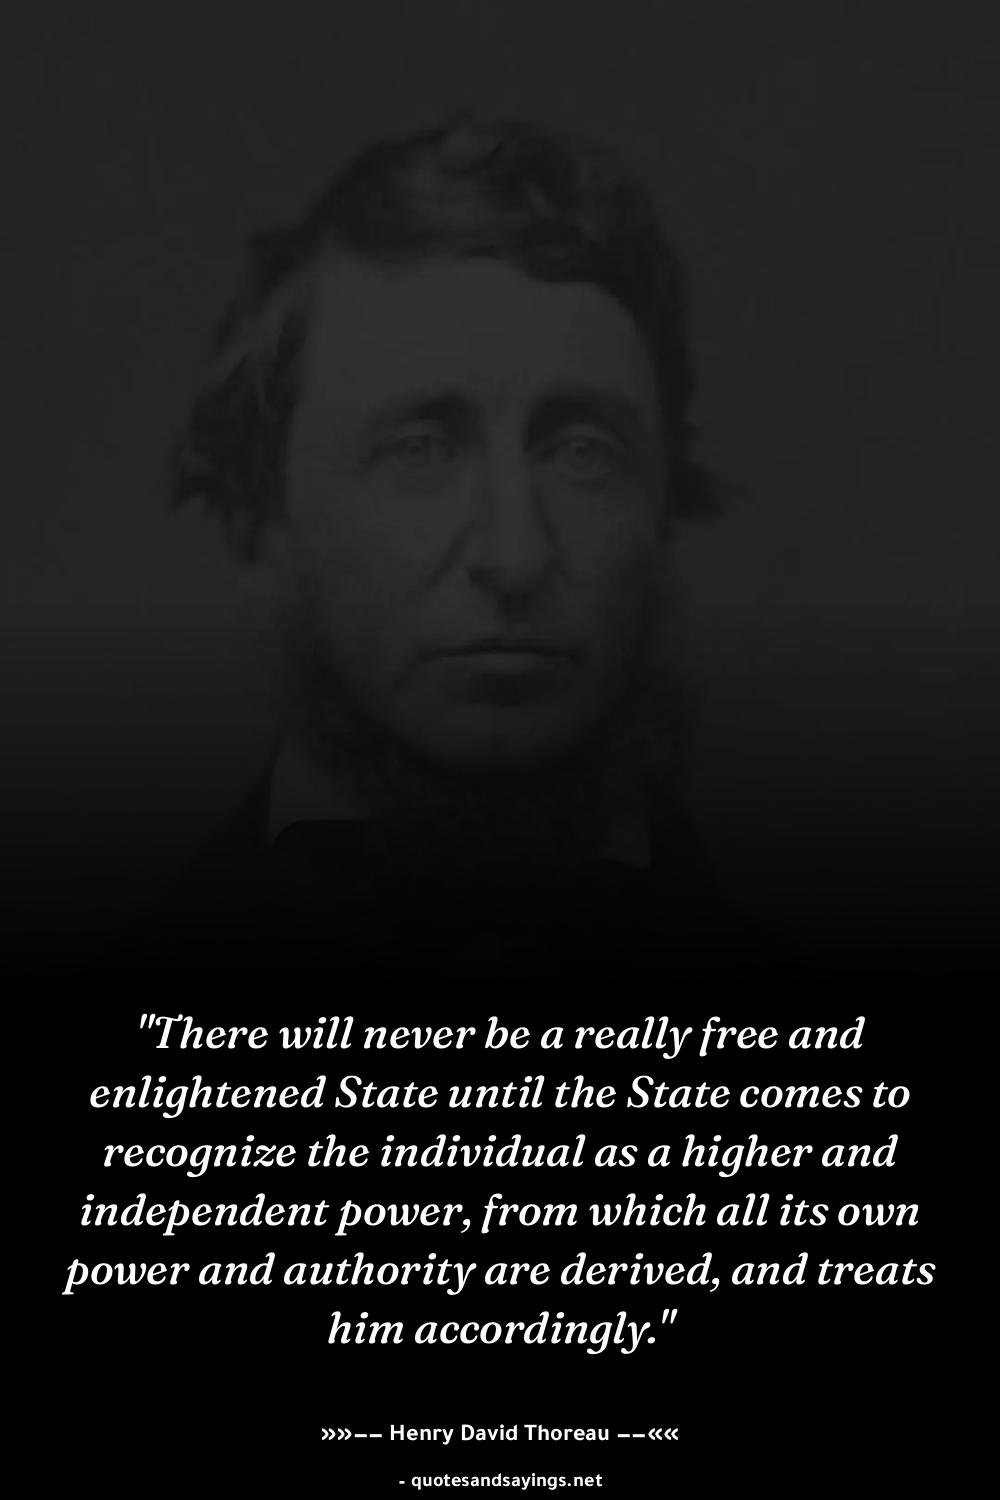 "There will never be a really free and
enlightened State until the State comes to
recognize the individual as a higher and
independent power, from which all its own
power and authority are derived, and treats
him accordingly."
»»–– Henry David Thoreau ––««
- quotesandsayings.net